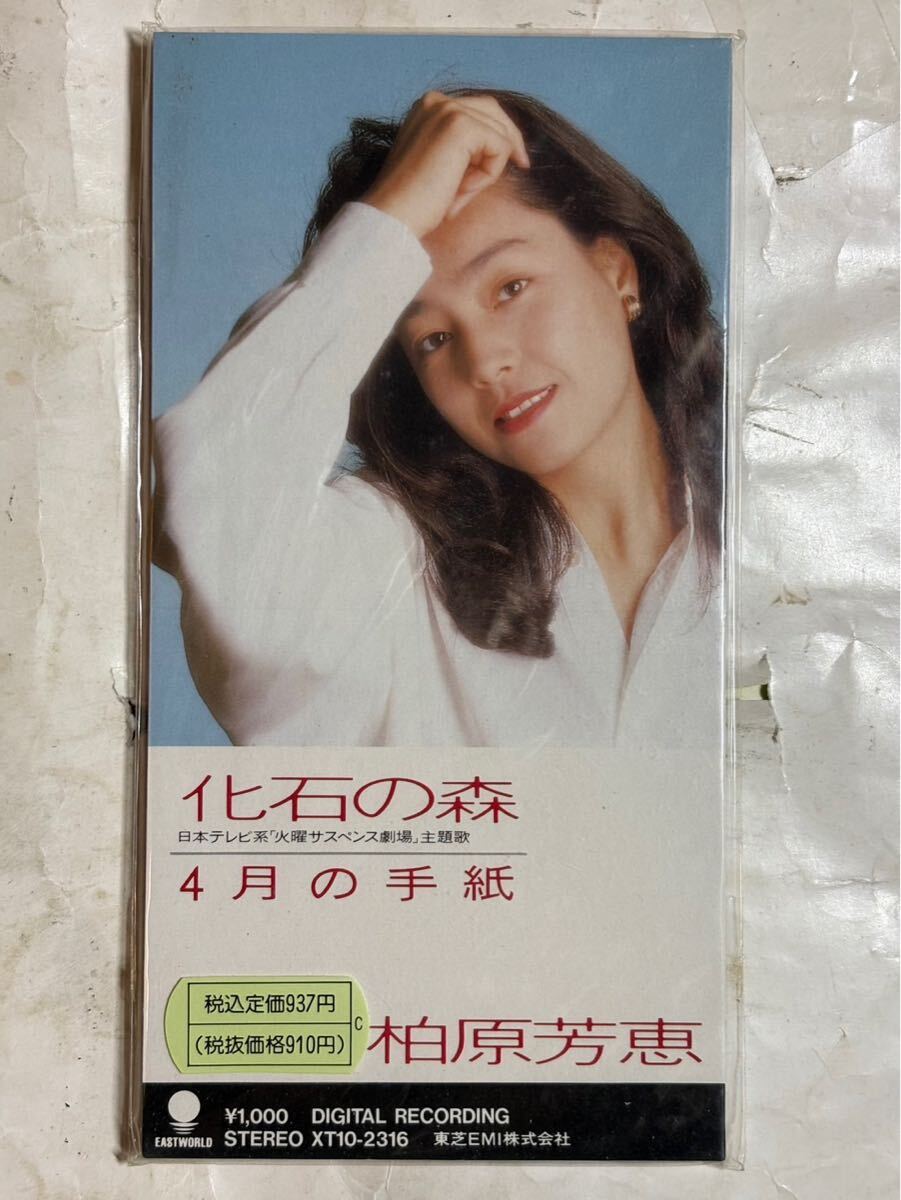 化石の森
日本テレビ系「火曜サスペンス劇場」主題歌
4月の手紙
税込定価937円
(税抜価格910円)
C
柏原芳恵
EASTWORLD
¥1,000 DIGITAL RECORDING
STEREO XT10-2316 東芝EMI株式会社